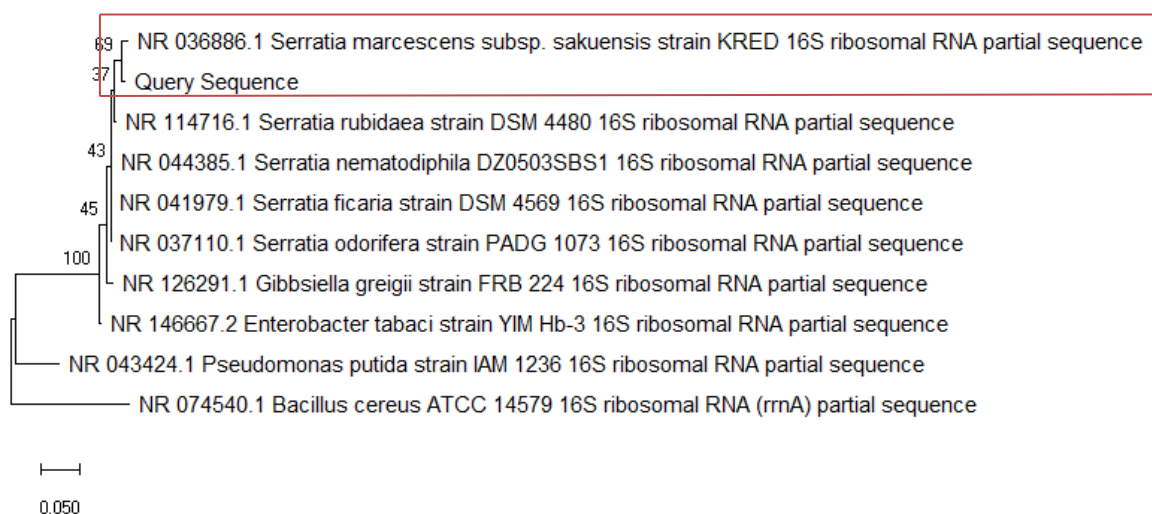 69
NR 036886.1 Serratia marcescens subsp. sakuensis strain KRED 16S ribosomal RNA partial sequence
37
Query Sequence
NR 114716.1 Serratia rubidaea strain DSM 4480 16S ribosomal RNA partial sequence
43
NR 044385.1 Serratia nematodiphila DZ0503SBS1 16S ribosomal RNA partial sequence
45
NR 041979.1 Serratia ficaria strain DSM 4569 16S ribosomal RNA partial sequence
NR 037110.1 Serratia odorifera strain PADG 1073 16S ribosomal RNA partial sequence
100
NR 126291.1 Gibbsiella greigii strain FRB 224 16S ribosomal RNA partial sequence
NR 146667.2 Enterobacter tabaci strain YIM Hb-3 16S ribosomal RNA partial sequence
NR 043424.1 Pseudomonas putida strain IAM 1236 16S ribosomal RNA partial sequence
NR 074540.1 Bacillus cereus ATCC 14579 16S ribosomal RNA (rrnA) partial sequence
0.050